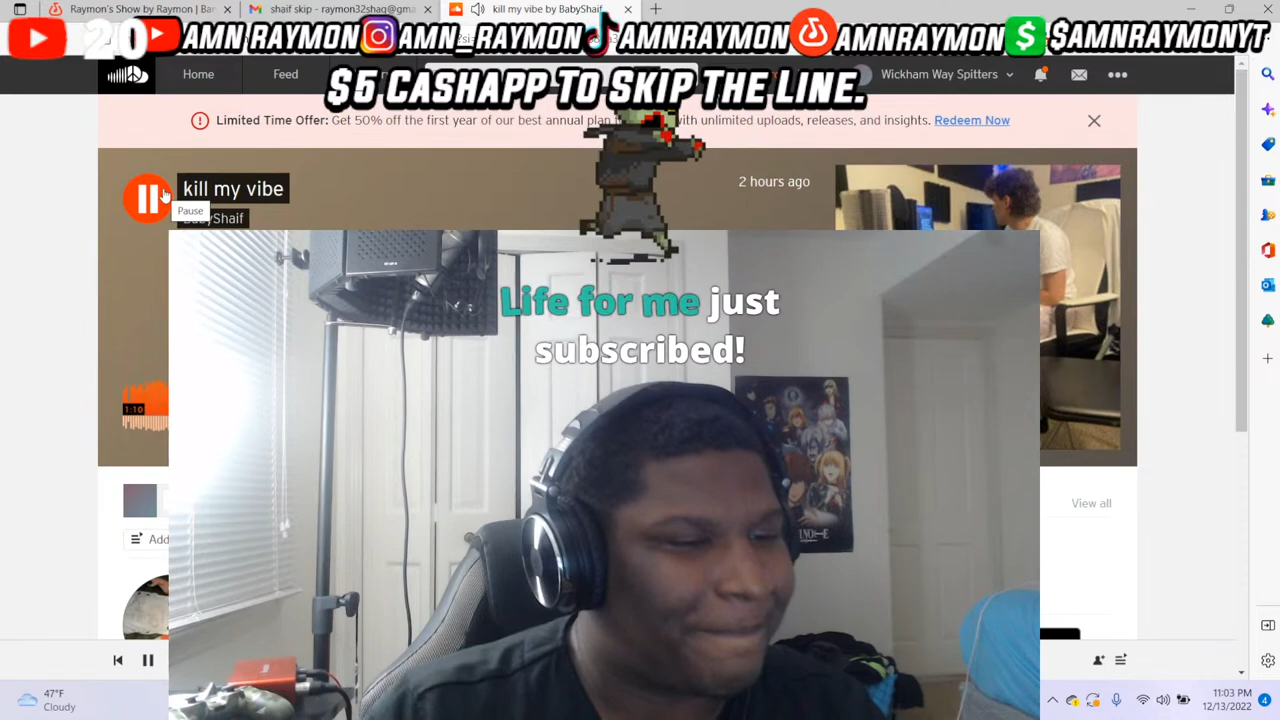 Raymon's Show by Raymon | Ban
shaif skip - raymon32shaq@gma
kill my vibe by BabyShaif
20
AMN RAYMON
AMN_RAYMON
AMNRAYMON
AMNRAYMON
$AMNRAYMONYT
Home
Feed
$5 CASHAPP TO SKIP THE LINE.
Wickham Way Spitters
Limited Time Offer: Get 50% off the first year of our best annual plan
with unlimited uploads, releases, and insights. Redeem Now
kill my vibe
2 hours ago
Pause
BabyShaif
Life for me just
subscribed!
1:10
View all
Add
47°F
Cloudy
11:03 PM
12/13/2022
4